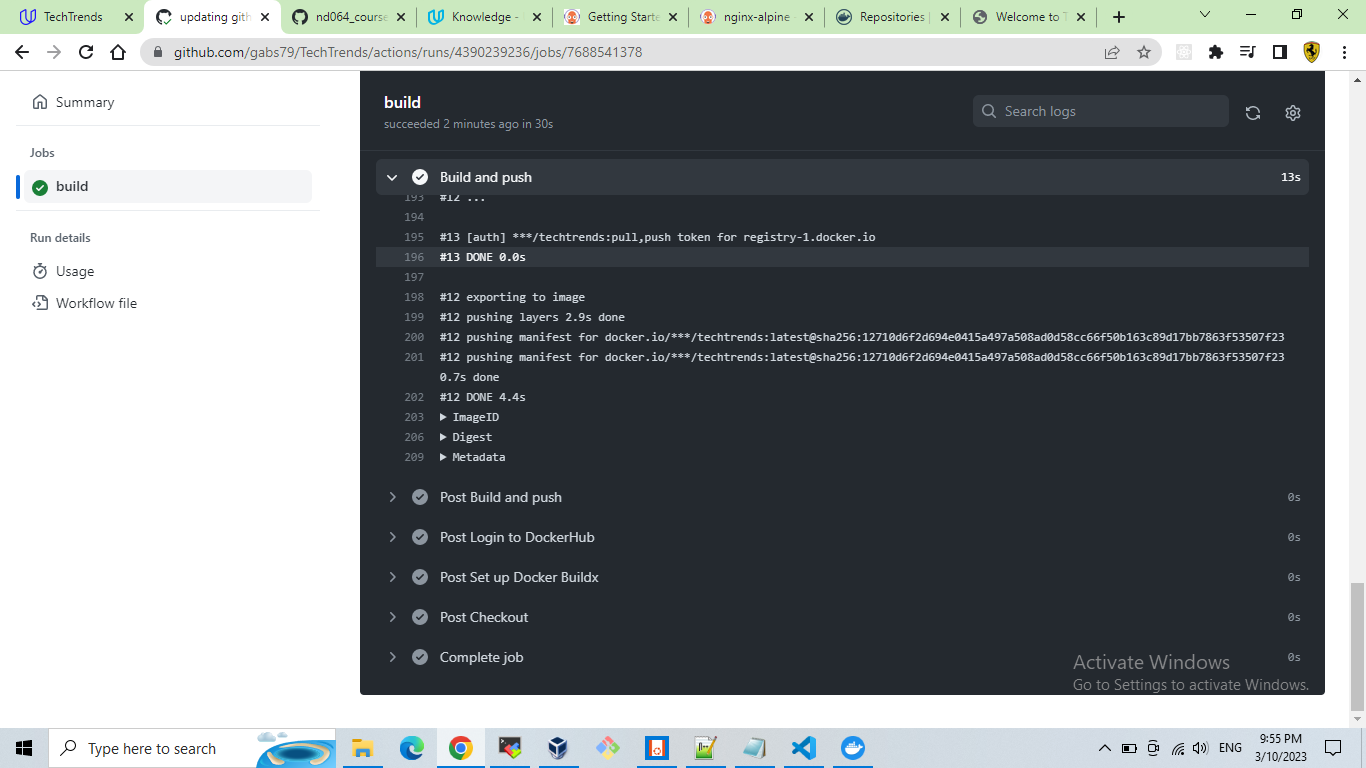 TechTrends
updating gith
nd064_course
Knowledge -
Getting Starte
nginx-alpine -
Repositories |
Welcome to T
github.com/gabs79/TechTrends/actions/runs/4390239236/jobs/7688541378
Summary
Jobs
build
Run details
Usage
Workflow file
build
succeeded 2 minutes ago in 30s
Search logs
Build and push
13s
193 #12 ...
194
195 #13 [auth] ***/techtrends:pull,push token for registry-1.docker.io
196 #13 DONE 0.0s
197
198 #12 exporting to image
199 #12 pushing layers 2.9s done
200 #12 pushing manifest for docker.io/***/techtrends:latest@sha256:12710d6f2d694e0415a497a508ad0d58cc66f50b163c89d17bb7863f53507f23
201 #12 pushing manifest for docker.io/***/techtrends:latest@sha256:12710d6f2d694e0415a497a508ad0d58cc66f50b163c89d17bb7863f53507f23
0.7s done
202 #12 DONE 4.4s
203 ▶ ImageID
206 ▶ Digest
209 ▶ Metadata
Post Build and push 0s
Post Login to DockerHub 0s
Post Set up Docker Buildx 0s
Post Checkout 0s
Complete job 0s
Activate Windows
Go to Settings to activate Windows.
Type here to search
ENG
9:55 PM
3/10/2023